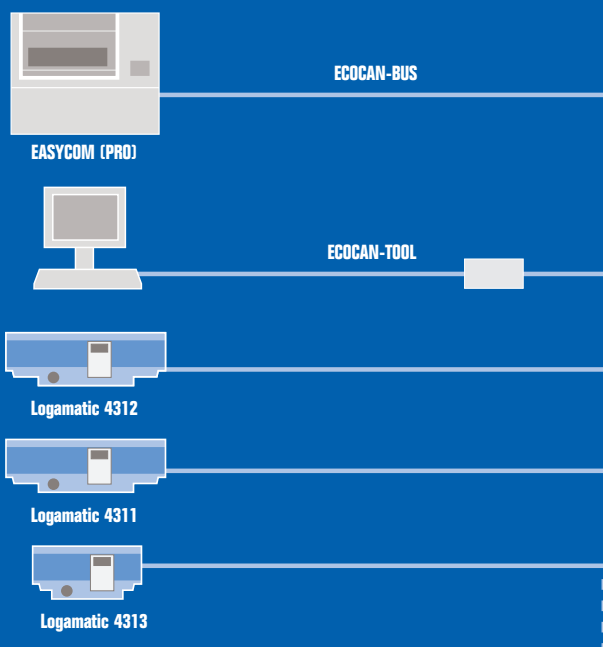 ECOCAN-BUS
EASYCOM (PRO)
ECOCAN-TOOL
Logamatic 4312
Logamatic 4311
Logamatic 4313